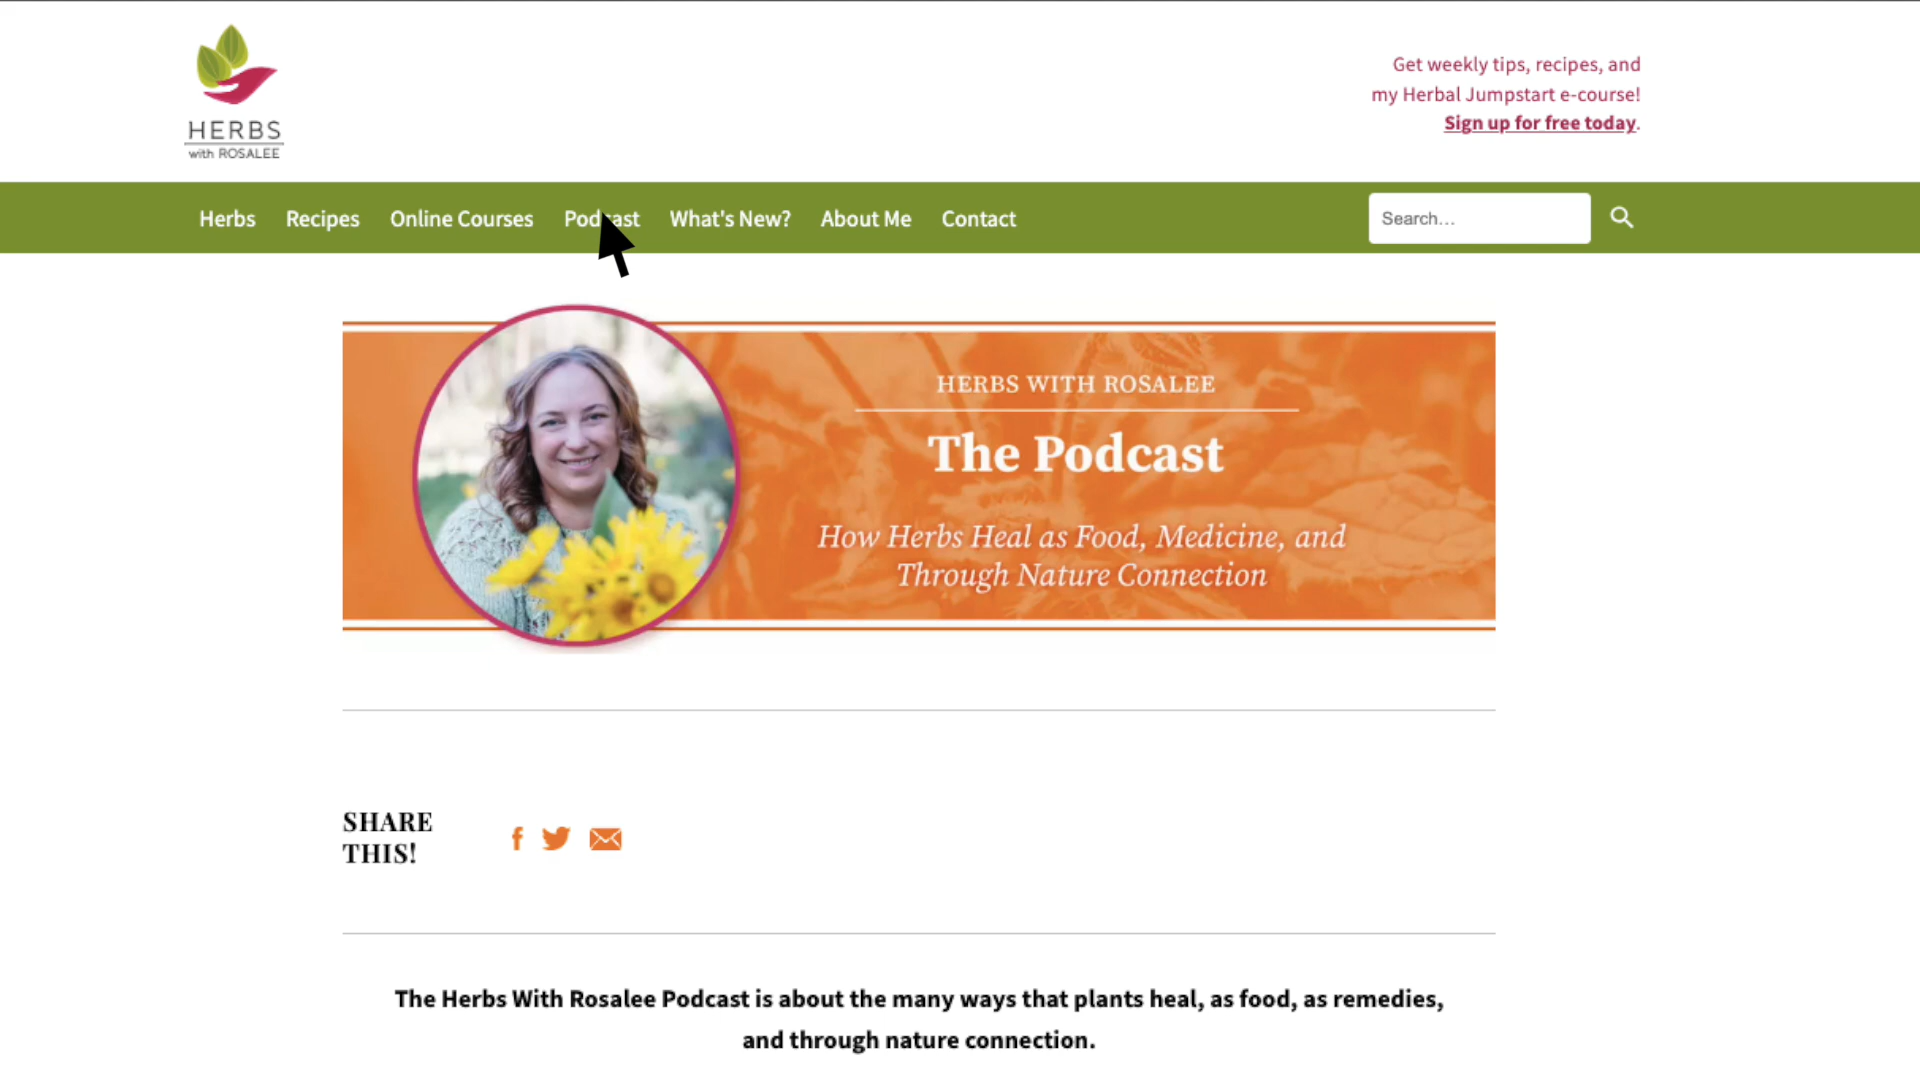 HERBS
with ROSALEE
Get weekly tips, recipes, and
my Herbal Jumpstart e-course!
Sign up for free today.
Herbs Recipes Online Courses Podcast What's New? About Me Contact Search...
HERBS WITH ROSALEE
The Podcast
How Herbs Heal as Food, Medicine, and
Through Nature Connection
SHARE
THIS!
The Herbs With Rosalee Podcast is about the many ways that plants heal, as food, as remedies,
and through nature connection.